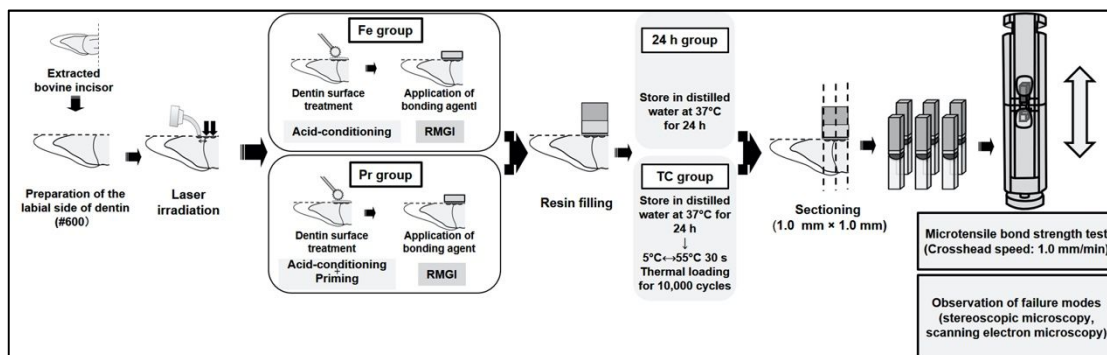 Extracted
bovine incisor
Preparation of the
labial side of dentin
(#600)
Laser
irradiation
Fe group
Dentin surface
treatment
Application of
bonding agentl
Acid-conditioning
RMGI
Pr group
Dentin surface
treatment
Application of
bonding agent
Acid-conditioning
+
Priming
RMGI
Resin filling
24 h group
Store in distilled
water at 37°C
for 24 h
TC group
Store in distilled
water at 37°C for
24 h
↓
5°C↔55°C 30 s
Thermal loading
for 10,000 cycles
Sectioning
(1.0 mm × 1.0 mm)
Microtensile bond strength test
(Crosshead speed: 1.0 mm/min)
Observation of failure modes
(stereoscopic microscopy,
scanning electron microscopy)